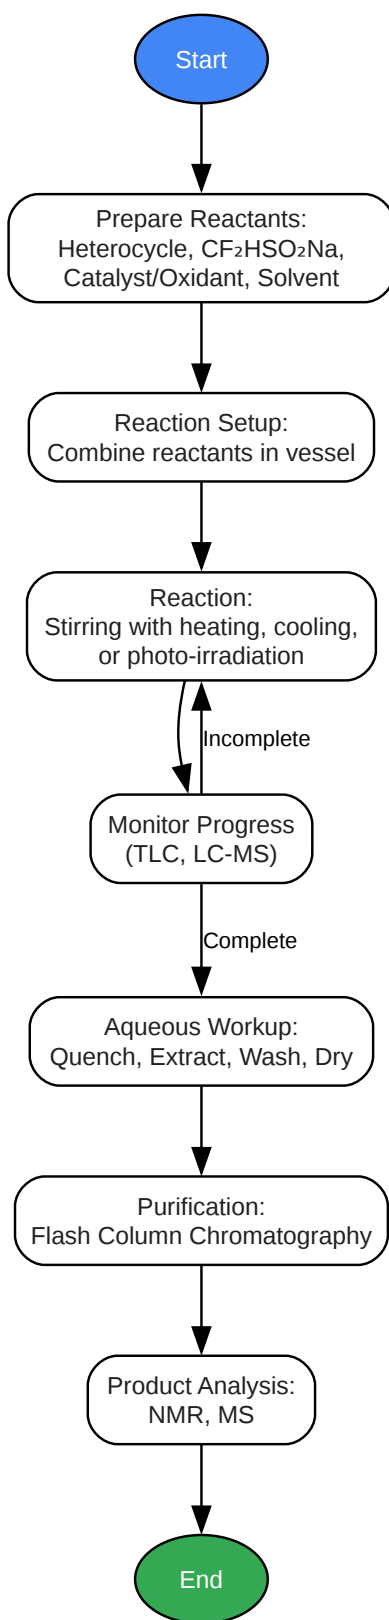 Start
Prepare Reactants:
Heterocycle, CF₂HSO₂Na,
Catalyst/Oxidant, Solvent
Reaction Setup:
Combine reactants in vessel
Reaction:
Stirring with heating, cooling,
or photo-irradiation
Incomplete
Monitor Progress
(TLC, LC-MS)
Complete
Aqueous Workup:
Quench, Extract, Wash, Dry
Purification:
Flash Column Chromatography
Product Analysis:
NMR, MS
End